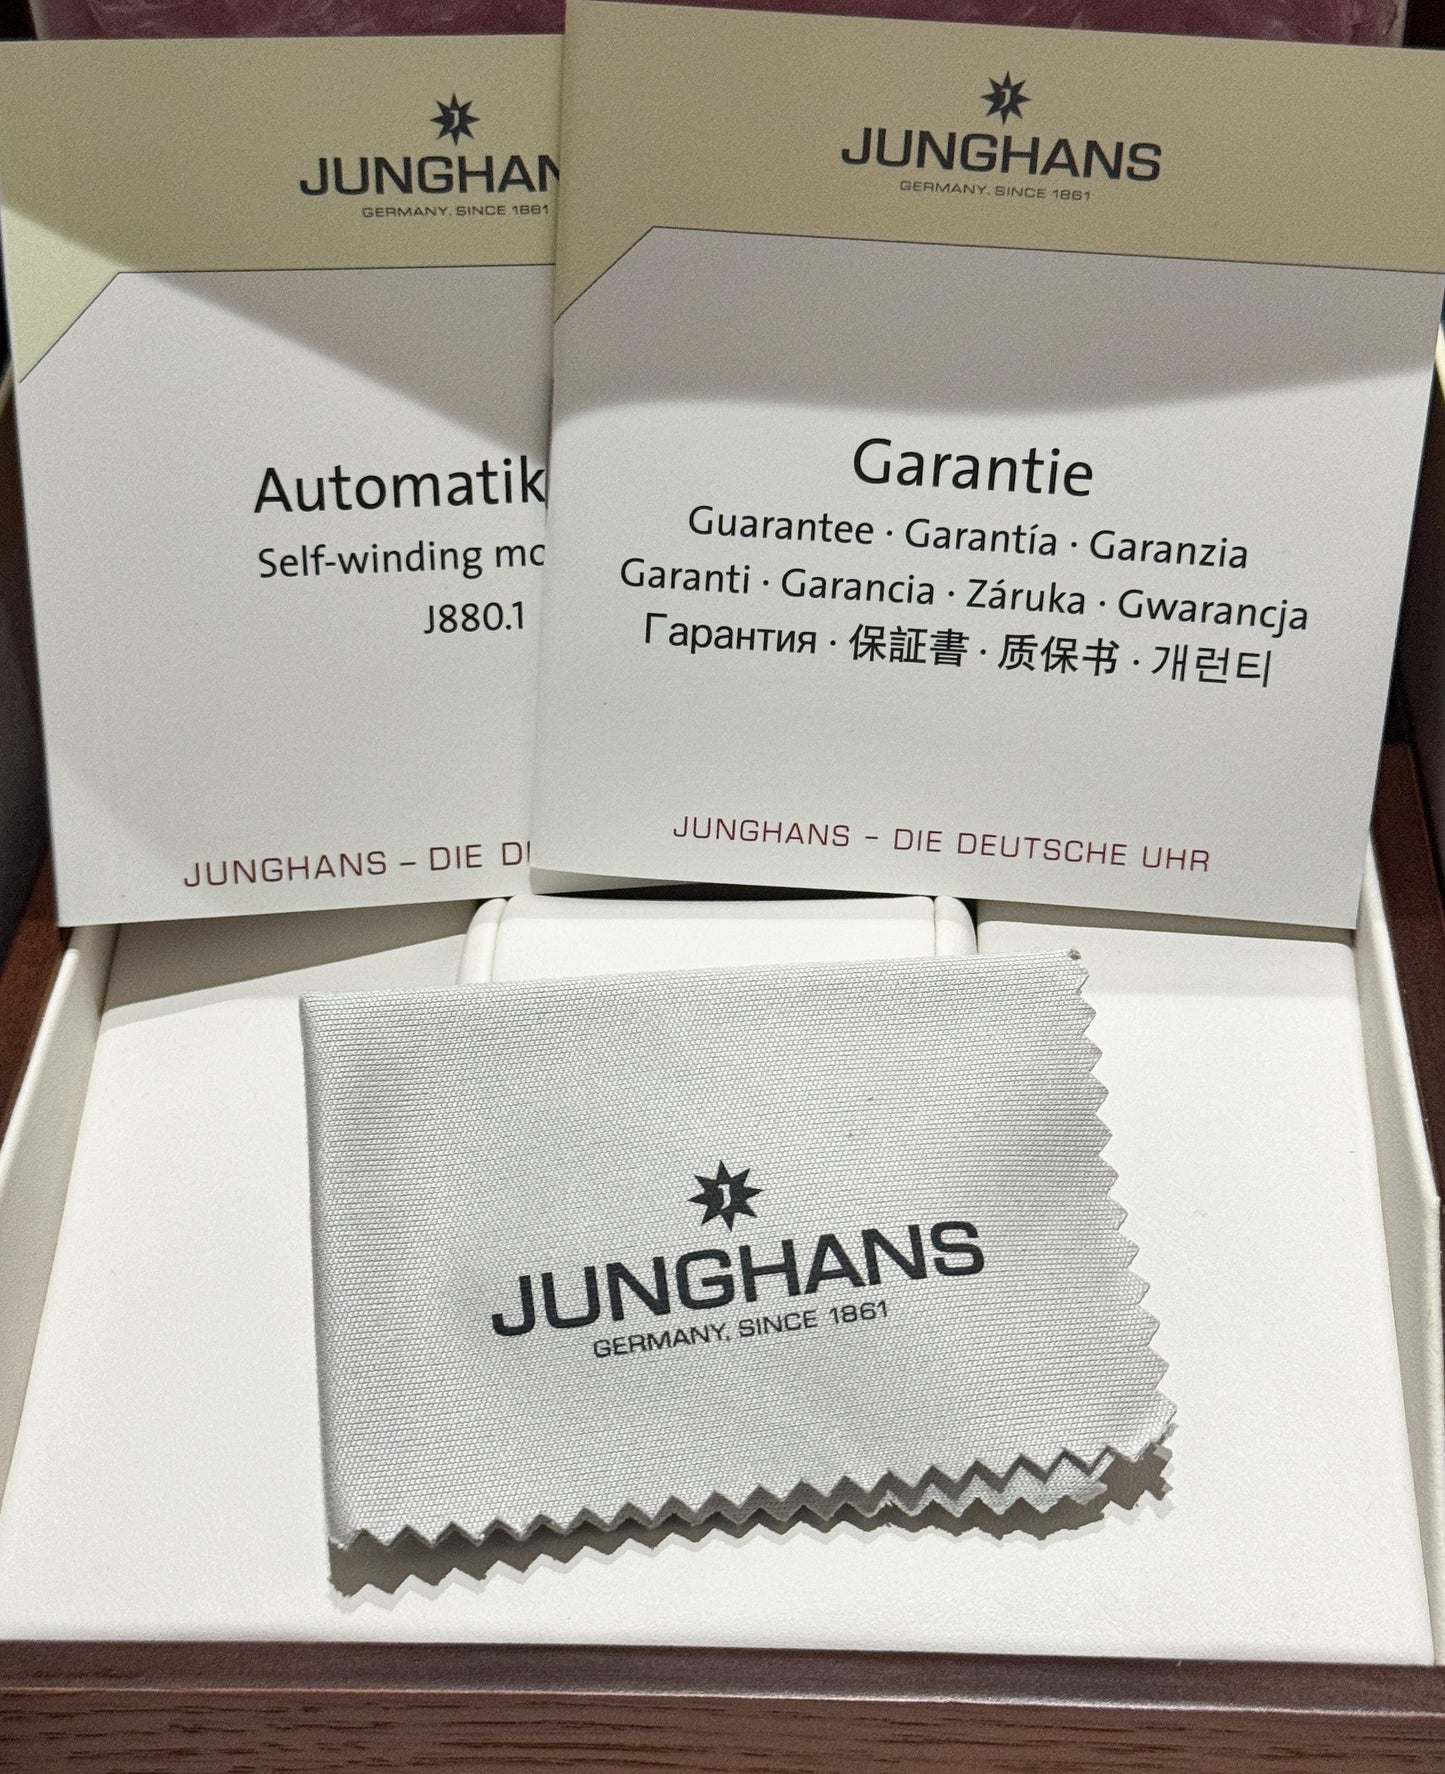 JUNGHAN
GERMANY. SINCE 1861
Automatik
Self-winding
J880.1
JUNGHANS – DIE
JUNGHANS
GERMANY. SINCE 1861
Garantie
Guarantee · Garantía · Garanzia
Garanti · Garancia · Záruka · Gwarancja
Гарантия · 保証書 · 质保书 · 개런티
JUNGHANS – DIE DEUTSCHE UHR
J
JUNGHANS
GERMANY. SINCE 1861